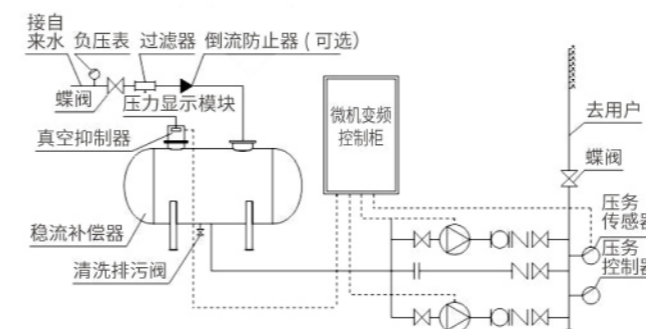 接自
来水 负压表 过滤器 倒流防止器 ( 可选)
蝶阀
压力显示模块
真空抑制器
微机变频
控制柜
去用户
蝶阀
稳流补偿器
清洗排污阀
压务
传感器
压务
控制器